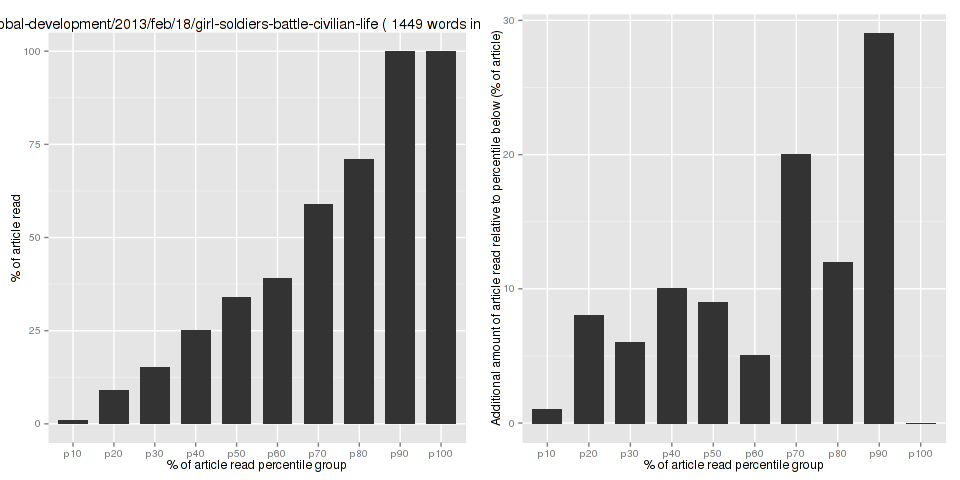 obal-development/2013/feb/18/girl-soldiers-battle-civilian-life ( 1449 words in
100
75
50
25
0
% of article read
p10 p20 p30 p40 p50 p60 p70 p80 p90 p100
% of article read percentile group
30
20
10
0
Additional amount of article read relative to percentile below (% of article)
p10 p20 p30 p40 p50 p60 p70 p80 p90 p100
% of article read percentile group